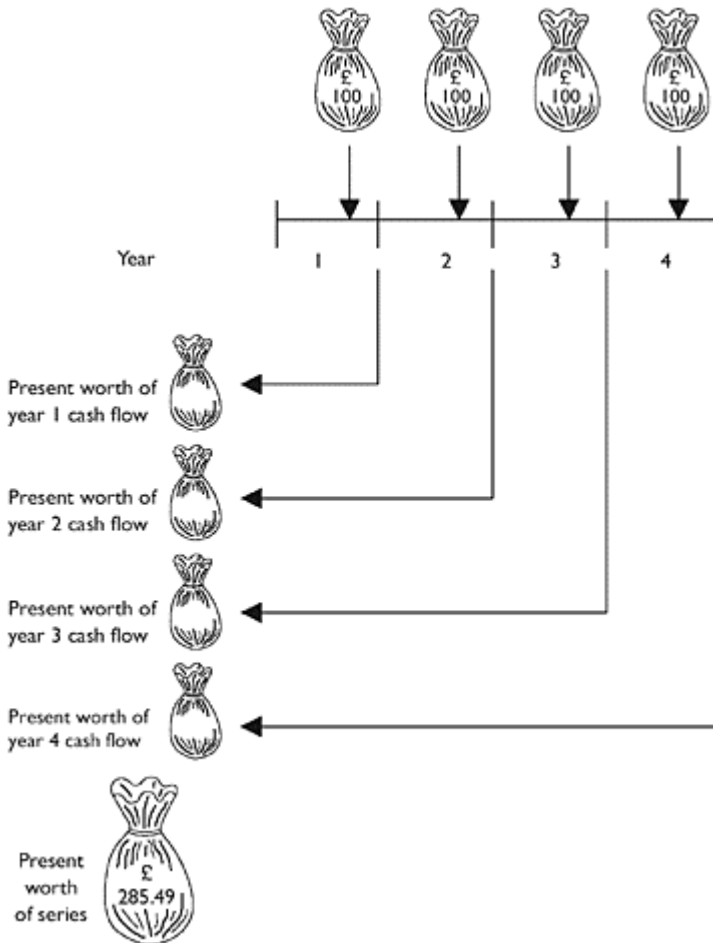 £
100
£
100
£
100
£
100
Year
1
2
3
4
Present worth of
year 1 cash flow
Present worth of
year 2 cash flow
Present worth of
year 3 cash flow
Present worth of
year 4 cash flow
Present
worth
of series
£
285.49